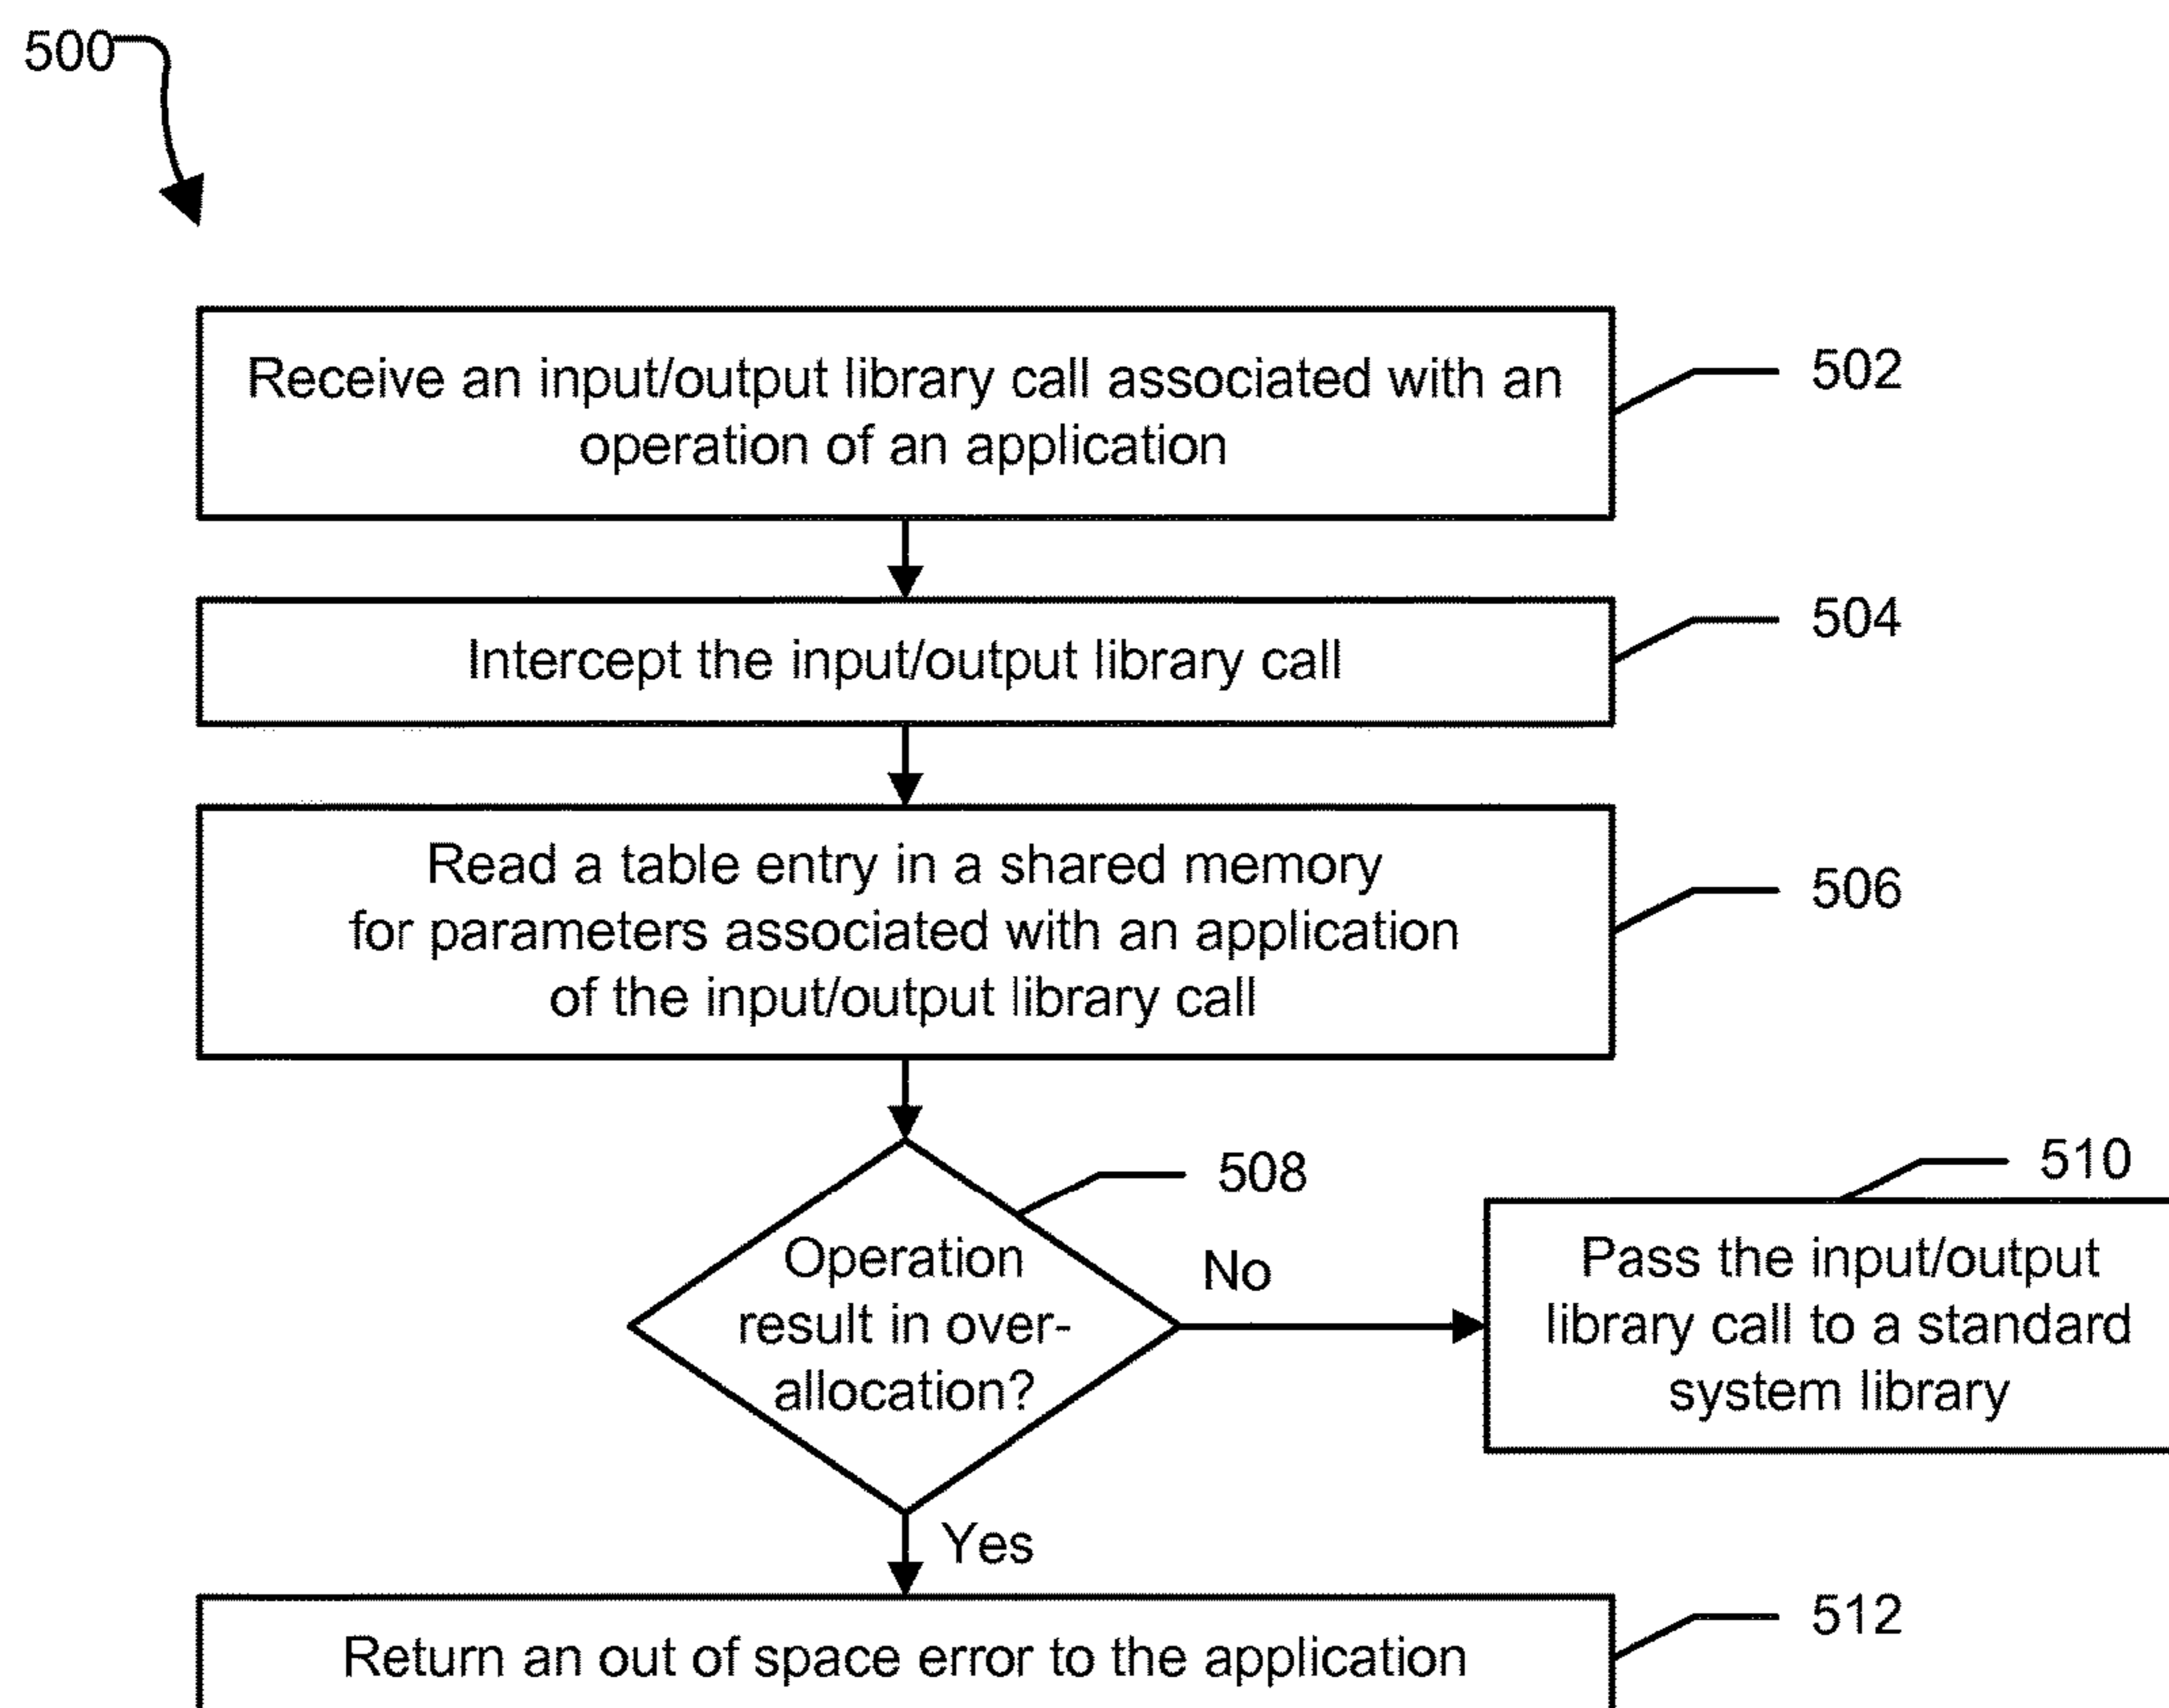 500
Receive an input/output library call associated with an
operation of an application
502
Intercept the input/output library call
504
Read a table entry in a shared memory
for parameters associated with an application
of the input/output library call
506
Operation
result in over-
allocation?
508
No
510
Pass the input/output
library call to a standard
system library
Yes
Return an out of space error to the application
512